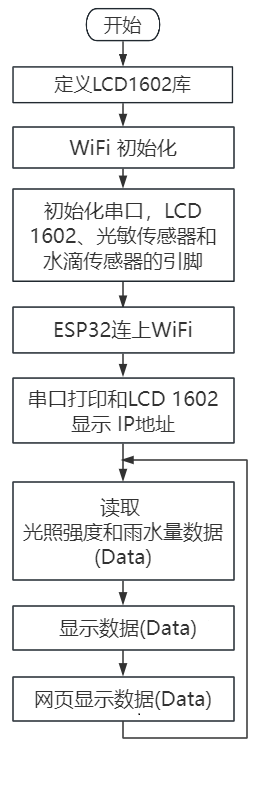 开始
定义LCD1602库
WiFi 初始化
初始化串口，LCD
1602、光敏传感器和
水滴传感器的引脚
ESP32连上WiFi
串口打印和LCD 1602
显示 IP地址
读取
光照强度和雨水量数据
(Data)
显示数据(Data)
网页显示数据(Data)